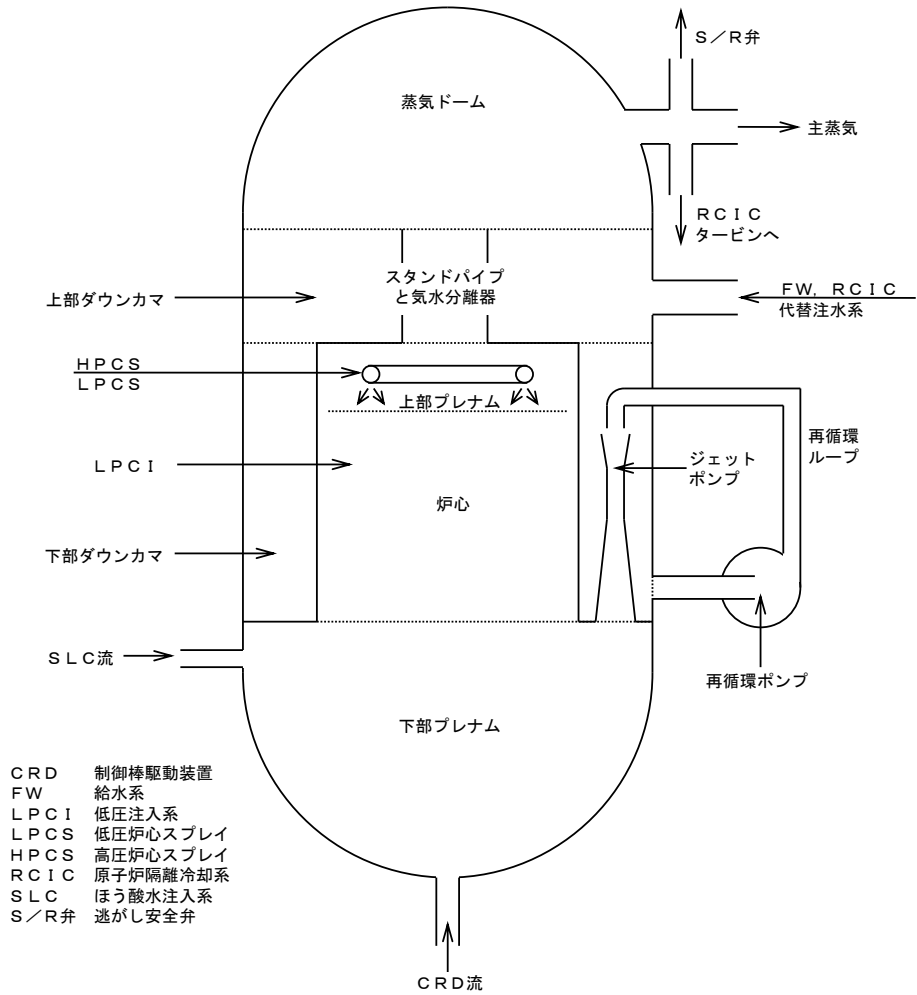 S／R弁
蒸気ドーム
主蒸気
ＲＣＩＣ
タービンへ
スタンドパイプ
と気水分離器
上部ダウンカマ
ＦＷ，ＲＣＩＣ
代替注水系
ＨＰＣＳ
ＬＰＣＳ
上部プレナム
再循環
ループ
ＬＰＣＩ
ジェット
ポンプ
炉心
下部ダウンカマ
ＳＬＣ流
再循環ポンプ
下部プレナム
ＣＲＤ 制御棒駆動装置
ＦＷ 給水系
ＬＰＣＩ 低圧注入系
ＬＰＣＳ 低圧炉心スプレイ
ＨＰＣＳ 高圧炉心スプレイ
ＲＣＩＣ 原子炉隔離冷却系
ＳＬＣ ほう酸水注入系
S／R弁 逃がし安全弁
ＣＲＤ流